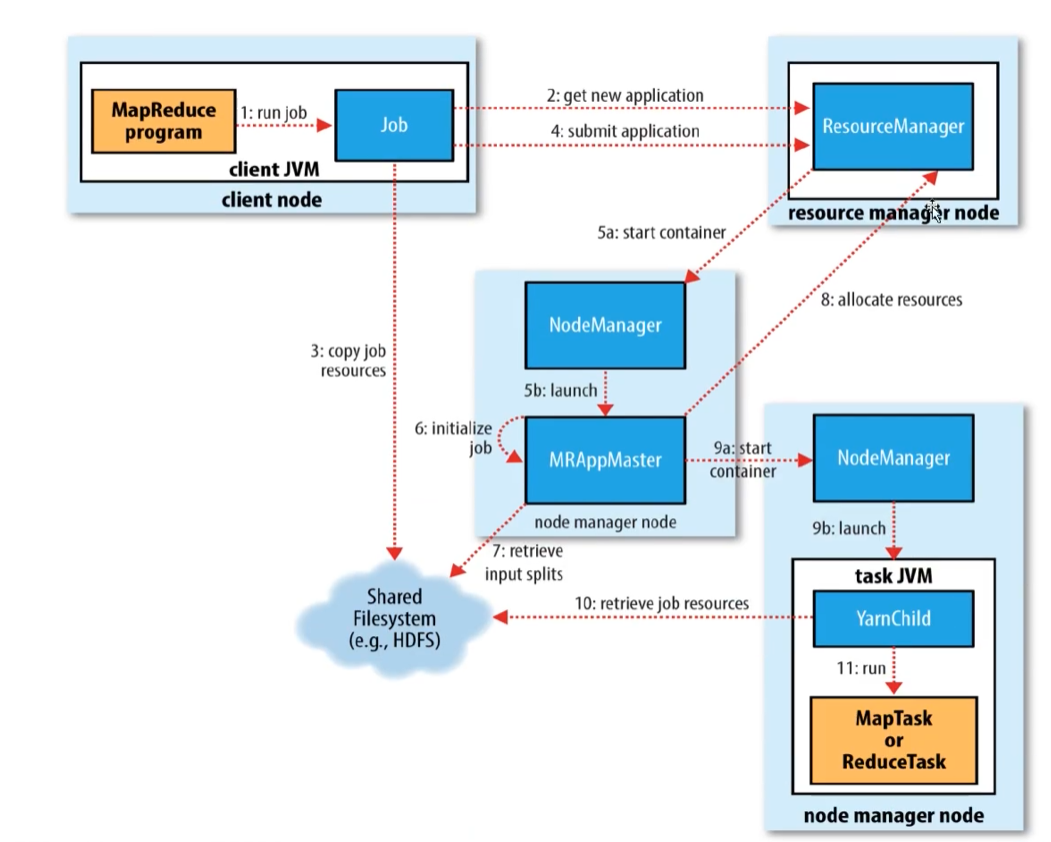 MapReduce
program
1: run job
Job
client JVM
client node
2: get new application
4: submit application
ResourceManager
resource manager node
5a: start container
3: copy job
resources
NodeManager
5b: launch
6: initialize
job
MRAppMaster
node manager node
8: allocate resources
9a: start
container
NodeManager
9b: launch
7: retrieve
input splits
Shared
Filesystem
(e.g., HDFS)
10: retrieve job resources
task JVM
YarnChild
11: run
MapTask
or
ReduceTask
node manager node